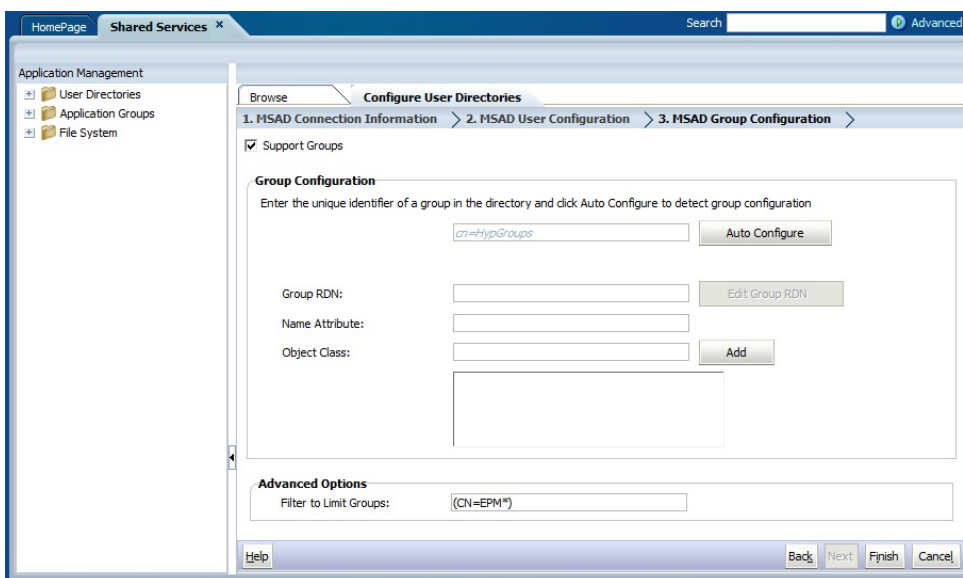 HomePage
Shared Services ×
Search
Advanced
Application Management
User Directories
Application Groups
File System
Browse
Configure User Directories
1. MSAD Connection Information
2. MSAD User Configuration
3. MSAD Group Configuration
Support Groups
Group Configuration
Enter the unique identifier of a group in the directory and click Auto Configure to detect group configuration
cn=HypGroups
Auto Configure
Group RDN:
Edit Group RDN
Name Attribute:
Object Class:
Add
Advanced Options
Filter to Limit Groups:
(CN=EPM*)
Help
Back
Next
Finish
Cancel